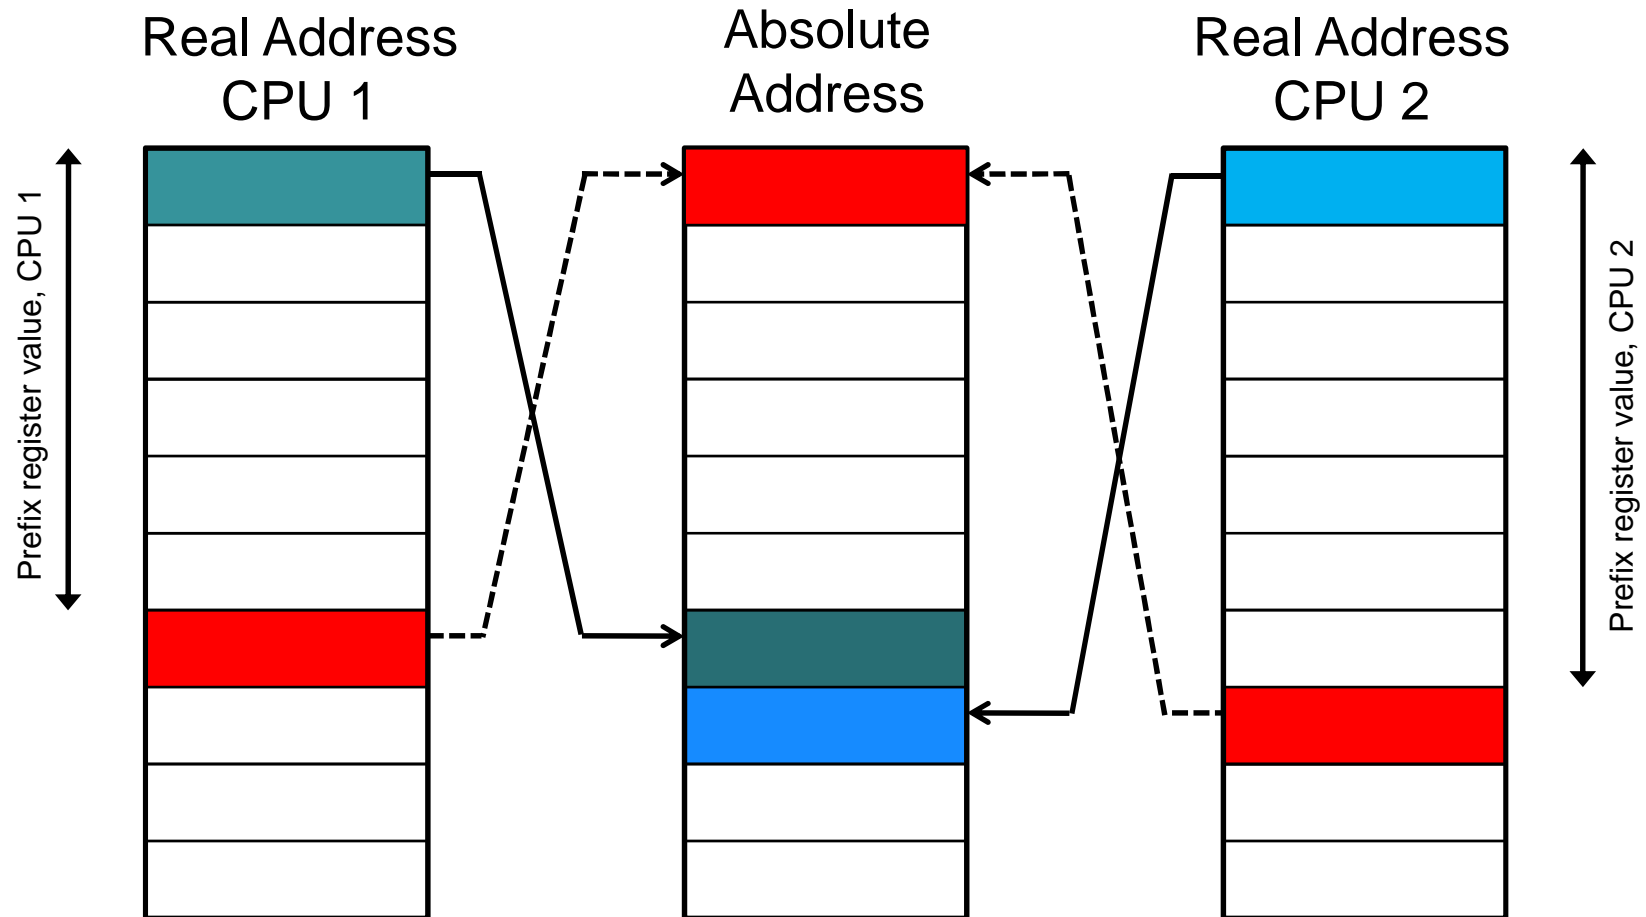 Real Address
CPU 1
Absolute
Address
Real Address
CPU 2
Prefix register value, CPU 1
Prefix register value, CPU 2